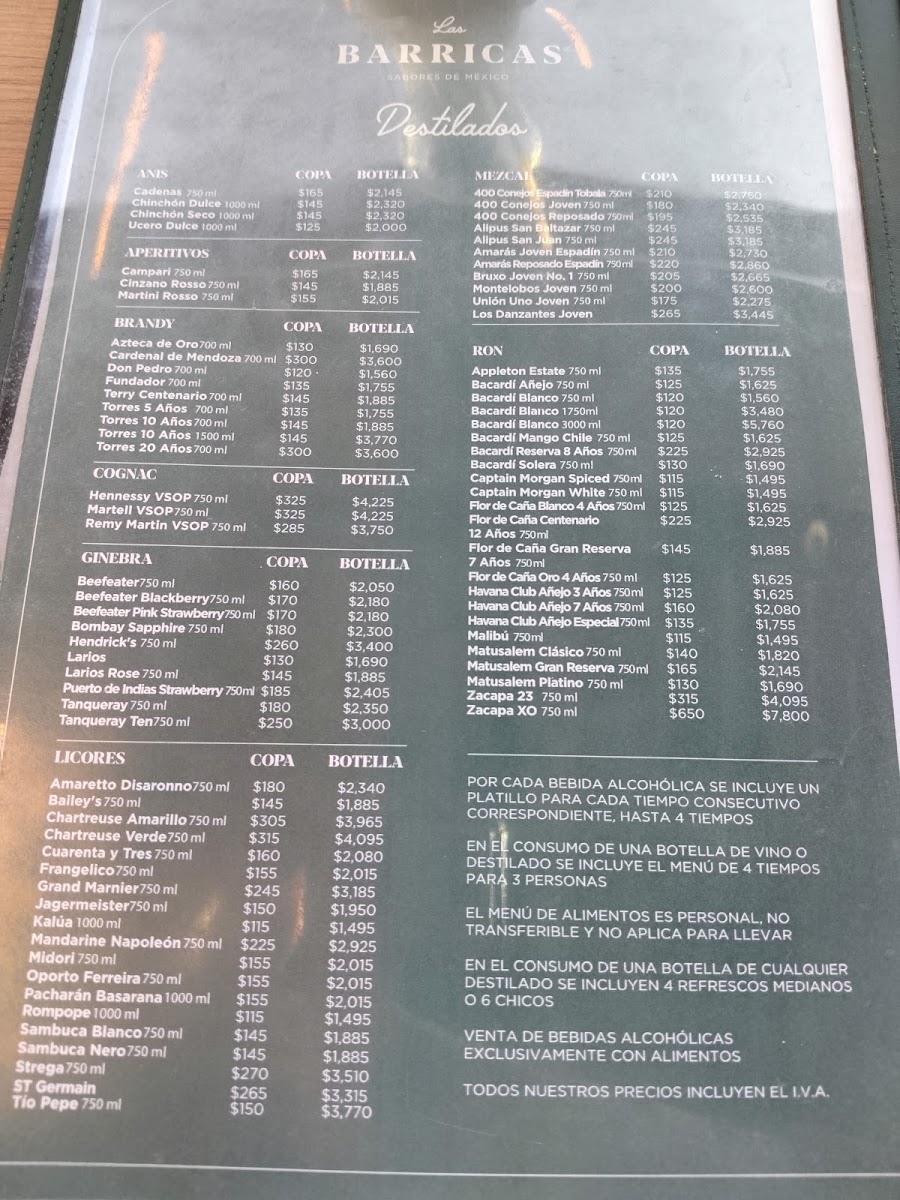 Las
BARRICAS
SABORES DE MÉXICO
Destilados
ANIS COPA BOTELLA
Cadenas 750 ml $165 $2,145
Chinchón Dulce 1000 ml $145 $2,320
Chinchón Seco 1000 ml $145 $2,320
Ucero Dulce 1000 ml $125 $2,000
APERITIVOS COPA BOTELLA
Campari 750 ml $165 $2,145
Cinzano Rosso 750 ml $145 $1,885
Martini Rosso 750 ml $155 $2,015
BRANDY COPA BOTELLA
Azteca de Oro 700 ml $130 $1,690
Cardenal de Mendoza 700 ml $300 $3,600
Don Pedro 700 ml $120 $1,560
Fundador 700 ml $135 $1,755
Terry Centenario 700 ml $145 $1,885
Torres 5 Años 700 ml $135 $1,755
Torres 10 Años 700 ml $145 $1,885
Torres 10 Años 1500 ml $145 $3,770
Torres 20 Años 700 ml $300 $3,600
COGNAC COPA BOTELLA
Hennessy VSOP 750 ml $325 $4,225
Martell VSOP 750 ml $325 $4,225
Remy Martin VSOP 750 ml $285 $3,750
GINEBRA COPA BOTELLA
Beefeater 750 ml $160 $2,050
Beefeater Blackberry 750 ml $170 $2,180
Beefeater Pink Strawberry 750 ml $170 $2,180
Bombay Sapphire 750 ml $180 $2,300
Hendrick's 750 ml $260 $3,400
Larios $130 $1,690
Larios Rose 750 ml $145 $1,885
Puerto de Indias Strawberry 750ml $185 $2,405
Tanqueray 750 ml $180 $2,350
Tanqueray Ten 750 ml $250 $3,000
LICORES COPA BOTELLA
Amaretto Disaronno 750 ml $180 $2,340
Bailey's 750 ml $145 $1,885
Chartreuse Amarillo 750 ml $305 $3,965
Chartreuse Verde 750 ml $315 $4,095
Cuarenta y Tres 750 ml $160 $2,080
Frangelico 750 ml $155 $2,015
Grand Marnier 750 ml $245 $3,185
Jagermeister 750 ml $150 $1,950
Kalúa 1000 ml $115 $1,495
Mandarine Napoleón 750 ml $225 $2,925
Midori 750 ml $155 $2,015
Oporto Ferreira 750 ml $155 $2,015
Pacharán Basarana 1000 ml $155 $2,015
Rompope 1000 ml $115 $1,495
Sambuca Blanco 750 ml $145 $1,885
Sambuca Nero 750 ml $145 $1,885
Strega 750 ml $270 $3,510
ST Germain $265 $3,315
Tío Pepe 750 ml $150 $3,770
MEZCAL COPA BOTELLA
400 Conejos Espadín Tobala 750ml $210 $2,750
400 Conejos Joven 750 ml $180 $2,340
400 Conejos Reposado 750 ml $195 $2,535
Alipus San Baltazar 750 ml $245 $3,185
Alipus San Juan 750 ml $245 $3,185
Amarás Joven Espadín 750 ml $210 $2,730
Amarás Reposado Espadín 750 ml $220 $2,860
Bruxo Joven No. 1 750 ml $205 $2,665
Montelobos Joven 750 ml $200 $2,600
Unión Uno Joven 750 ml $175 $2,275
Los Danzantes Joven $265 $3,445
RON COPA BOTELLA
Appleton Estate 750 ml $135 $1,755
Bacardí Añejo 750 ml $125 $1,625
Bacardí Blanco 750 ml $120 $1,560
Bacardí Blanco 1750ml $120 $3,480
Bacardí Blanco 3000 ml $120 $5,760
Bacardí Mango Chile 750 ml $125 $1,625
Bacardí Reserva 8 Años 750 ml $225 $2,925
Bacardí Solera 750 ml $130 $1,690
Captain Morgan Spiced 750ml $115 $1,495
Captain Morgan White 750 ml $115 $1,495
Flor de Caña Blanco 4 Años 750 ml $125 $1,625
Flor de Caña Centenario $225 $2,925
12 Años 750 ml
Flor de Caña Gran Reserva $145 $1,885
7 Años 750 ml
Flor de Caña Oro 4 Años 750 ml $125 $1,625
Havana Club Añejo 3 Años 750ml $125 $1,625
Havana Club Añejo 7 Años 750ml $160 $2,080
Havana Club Añejo Especial 750 ml $135 $1,755
Malibú 750 ml $115 $1,495
Matusalem Clásico 750 ml $140 $1,820
Matusalem Gran Reserva 750 ml $165 $2,145
Matusalem Platino 750 ml $130 $1,690
Zacapa 23 750 ml $315 $4,095
Zacapa XO 750 ml $650 $7,800
POR CADA BEBIDA ALCOHÓLICA SE INCLUYE UN
PLATILLO PARA CADA TIEMPO CONSECUTIVO
CORRESPONDIENTE, HASTA 4 TIEMPOS
EN EL CONSUMO DE UNA BOTELLA DE VINO O
DESTILADO SE INCLUYE EL MENÚ DE 4 TIEMPOS
PARA 3 PERSONAS
EL MENÚ DE ALIMENTOS ES PERSONAL, NO
TRANSFERIBLE Y NO APLICA PARA LLEVAR
EN EL CONSUMO DE UNA BOTELLA DE CUALQUIER
DESTILADO SE INCLUYEN 4 REFRESCOS MEDIANOS
O 6 CHICOS
VENTA DE BEBIDAS ALCOHÓLICAS
EXCLUSIVAMENTE CON ALIMENTOS
TODOS NUESTROS PRECIOS INCLUYEN EL I.V.A.